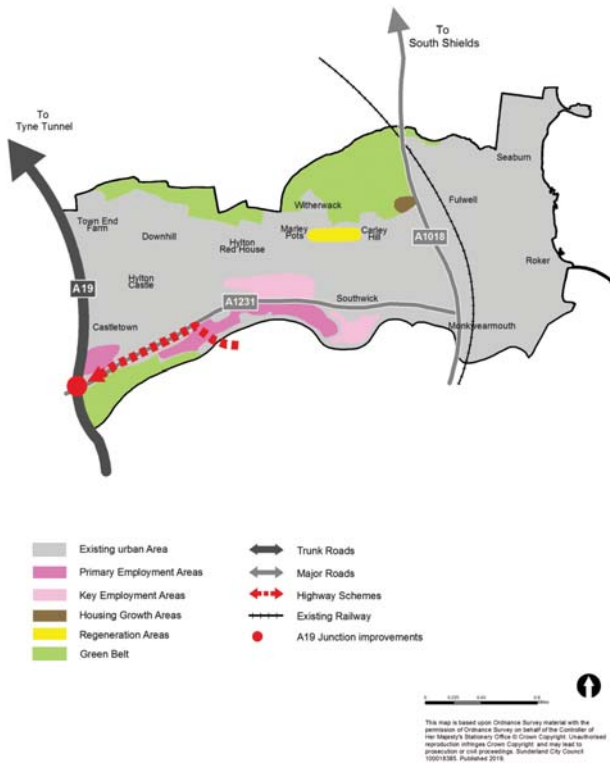 To
South Shields
To
Tyne Tunnel
Seaburn
Witherwack
Fulwell
Town End
Farm
Downhill
Hylton
Red House
Marley
Pots
Carley
Hill
A1018
Roker
A19
Hylton
Castle
A1231
Southwick
Castletown
Monkwearmouth
Existing urban Area
Primary Employment Areas
Key Employment Areas
Housing Growth Areas
Regeneration Areas
Green Belt
Trunk Roads
Major Roads
Highway Schemes
Existing Railway
A19 Junction improvements
This map is based upon Ordnance Survey material with the
permission of Ordnance Survey on behalf of the Controller of
Her Majesty's Stationery Office © Crown Copyright. Unauthorised
reproduction infringes Crown Copyright and may lead to
prosecution or civil proceedings. Sunderland City Council
100018385. Published 2019.